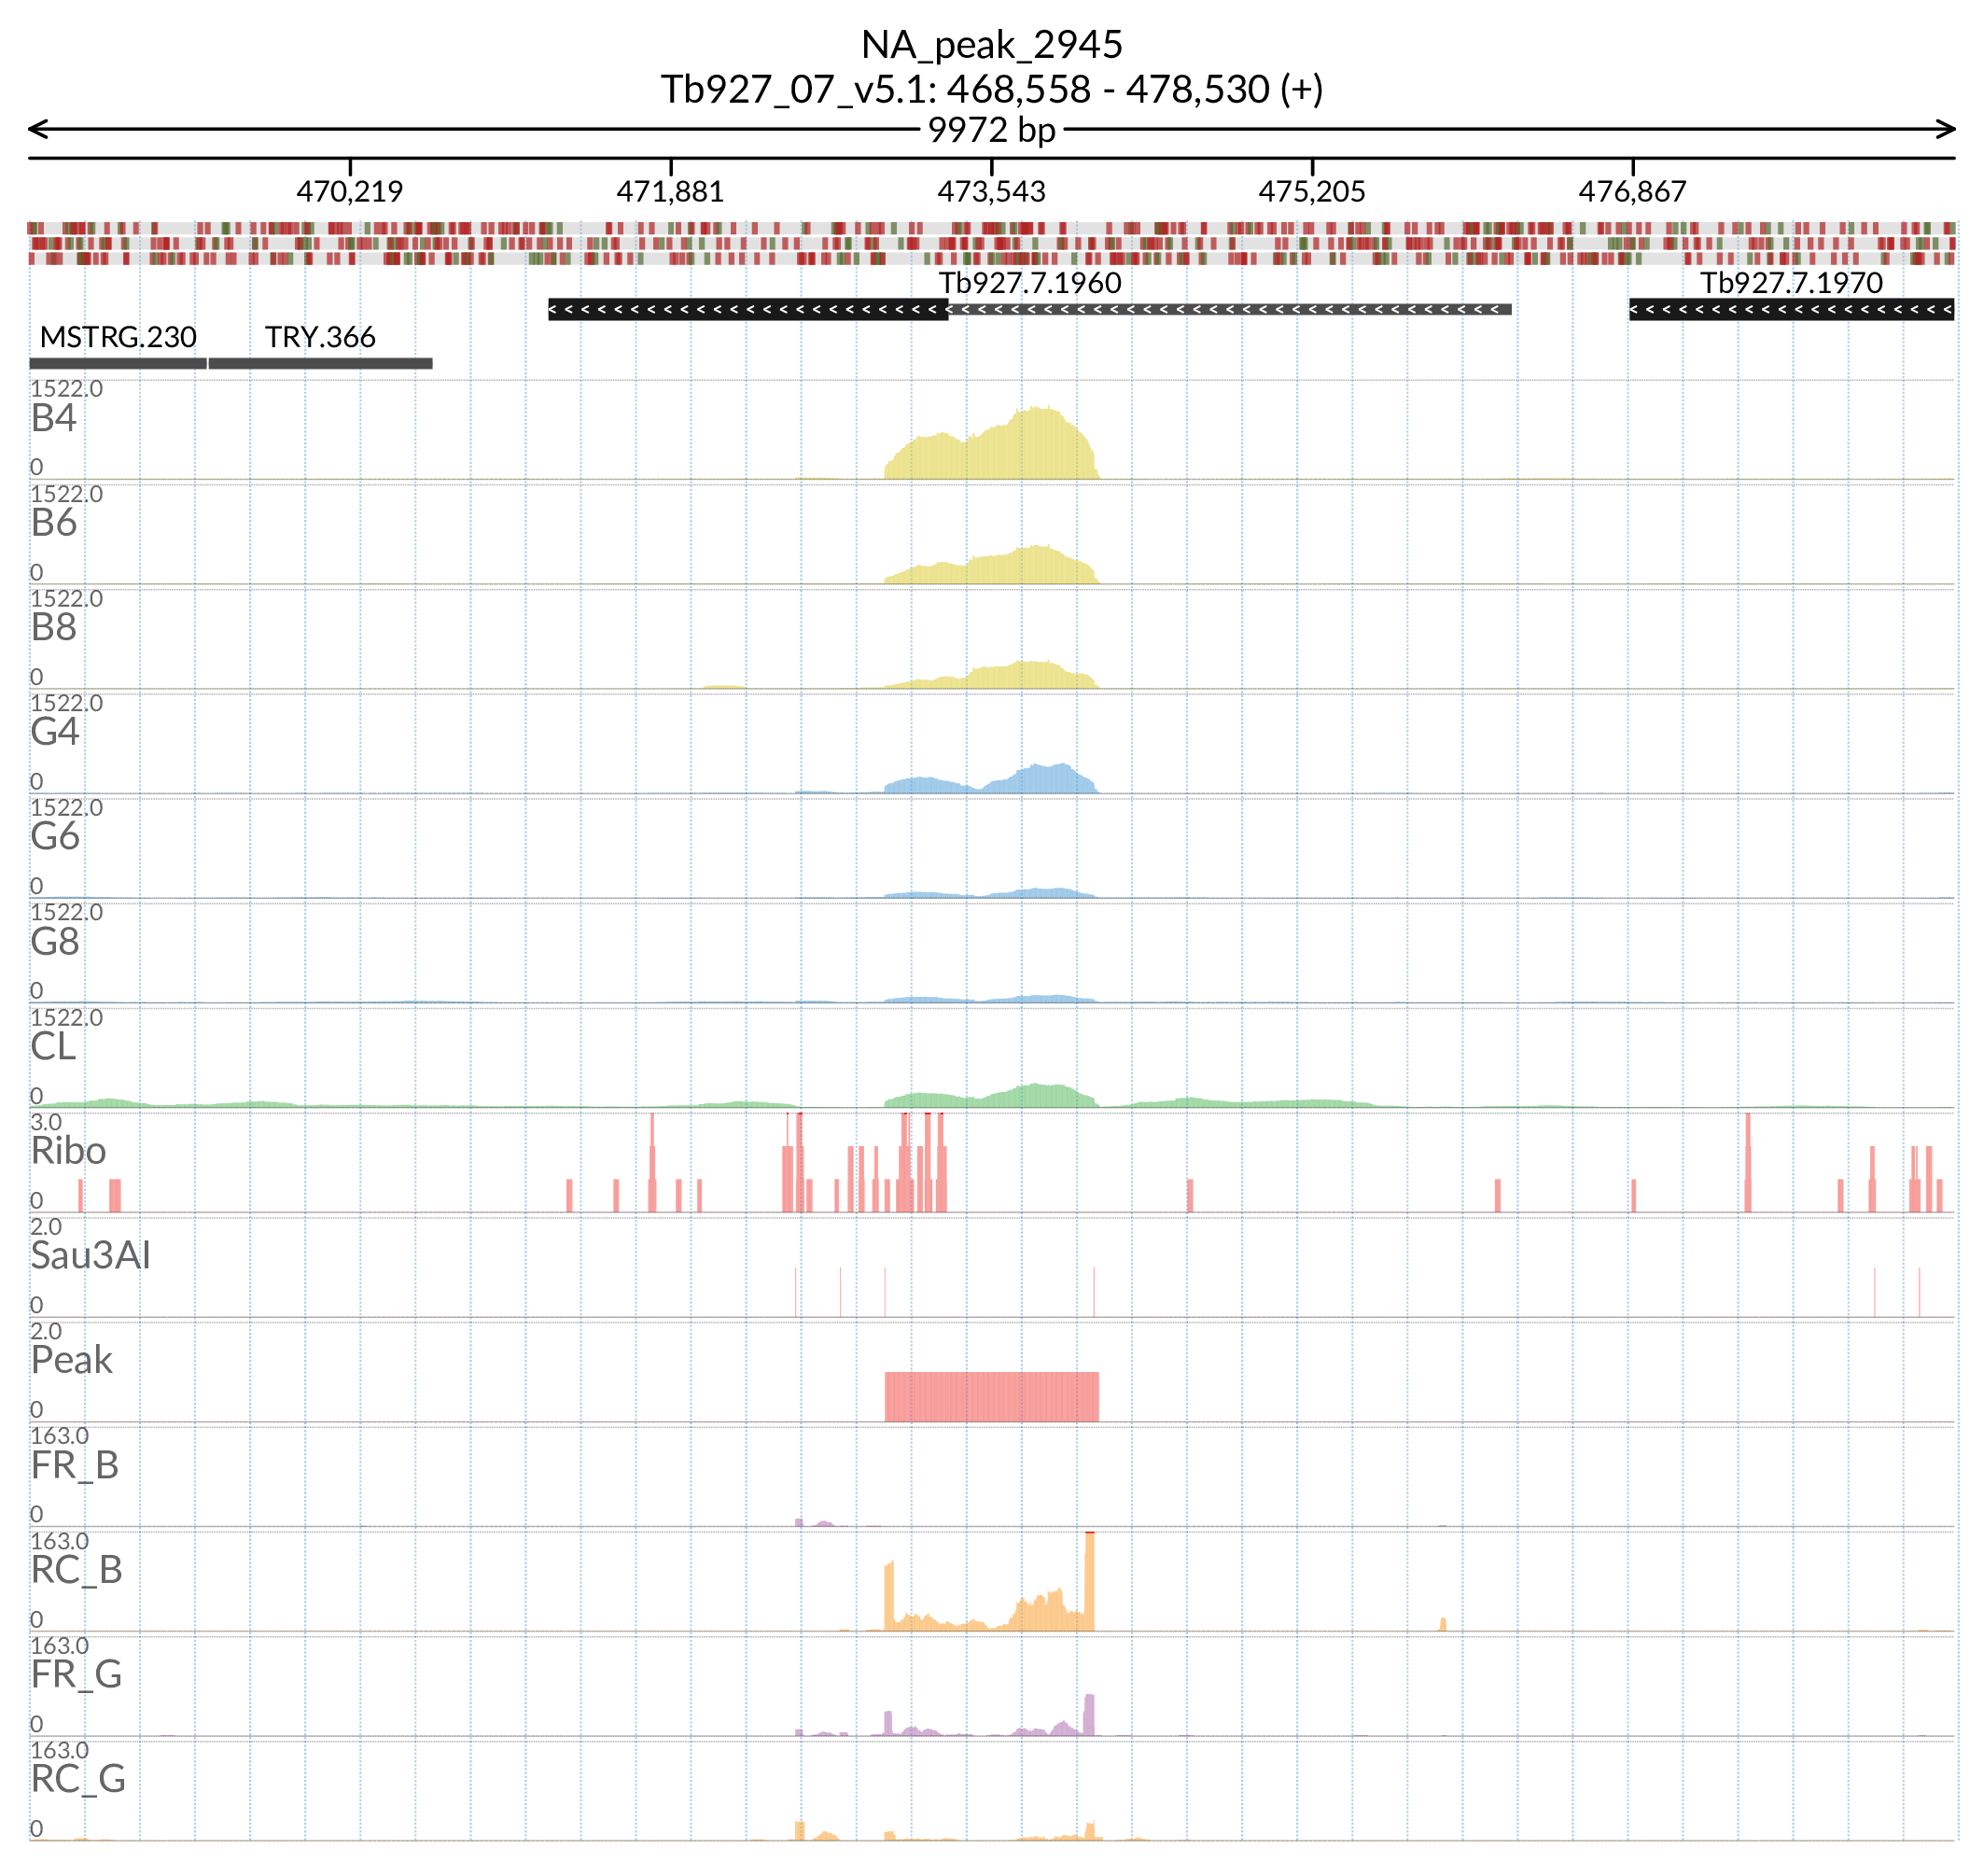 NA_peak_2945
Tb927_07_v5.1: 468,558 - 478,530 (+)
9972 bp
470,219 471,881 473,543 475,205 476,867
Tb927.7.1960 Tb927.7.1970
MSTRG.230 TRY.366
1522.0
B4
0
1522.0
B6
0
1522.0
B8
0
1522.0
G4
0
1522.0
G6
0
1522.0
G8
0
1522.0
CL
0
3.0
Ribo
0
2.0
Sau3AI
0
2.0
Peak
0
163.0
FR_B
0
163.0
RC_B
0
163.0
FR_G
0
163.0
RC_G
0